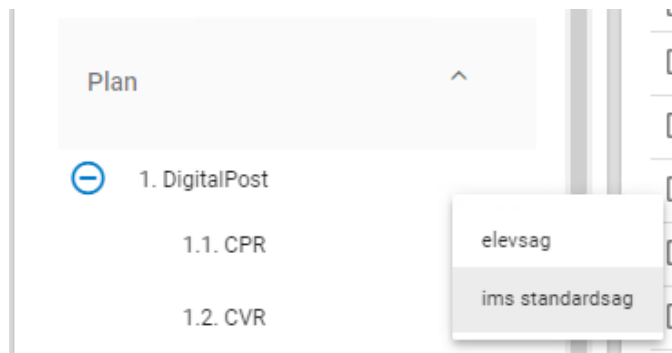 Plan
1. DigitalPost
1.1. CPR
elevsag
ims standardsag
1.2. CVR